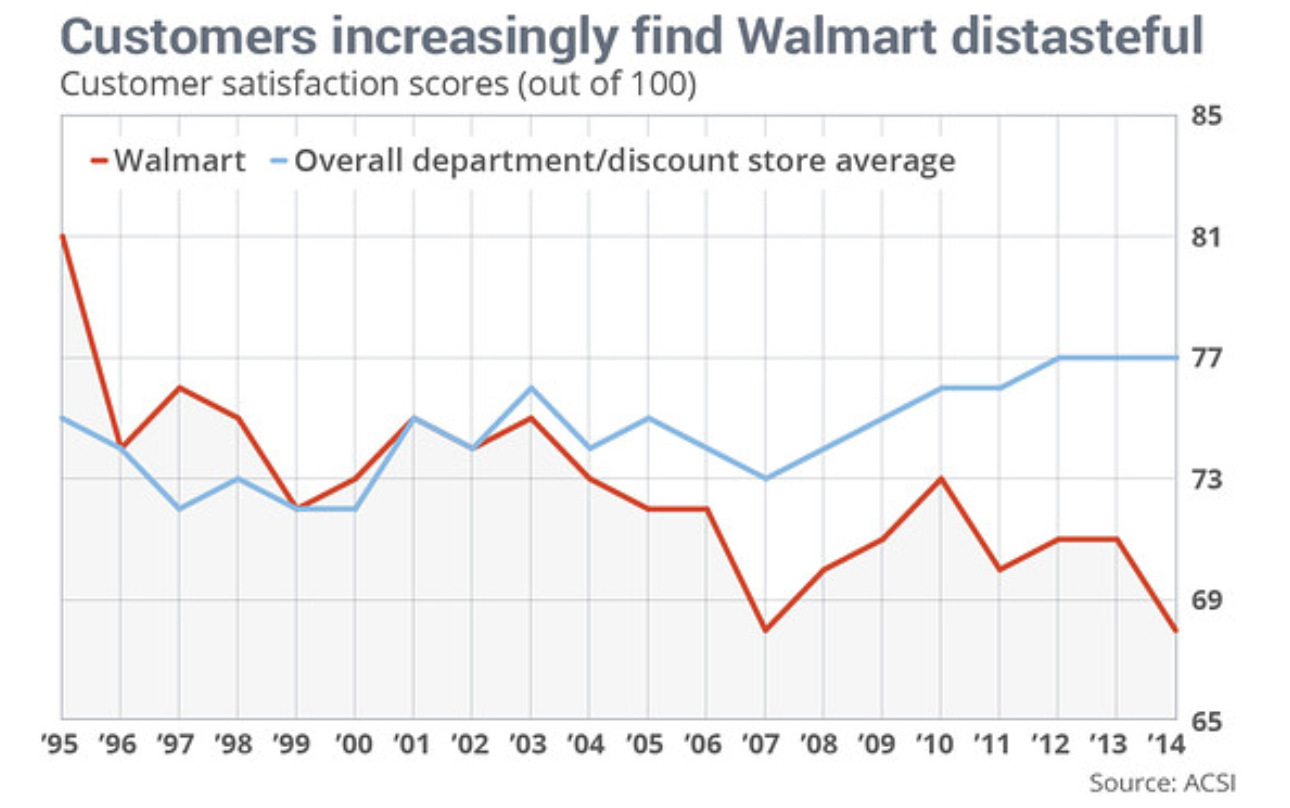 Customers increasingly find Walmart distasteful
Customer satisfaction scores (out of 100)
Walmart Overall department/discount store average
85
81
77
73
69
65
'95 '96 '97 '98 '99 '00 '01 '02 '03 '04 '05 '06 '07 '08 '09 '10 '11 '12 '13 '14
Source: ACSI